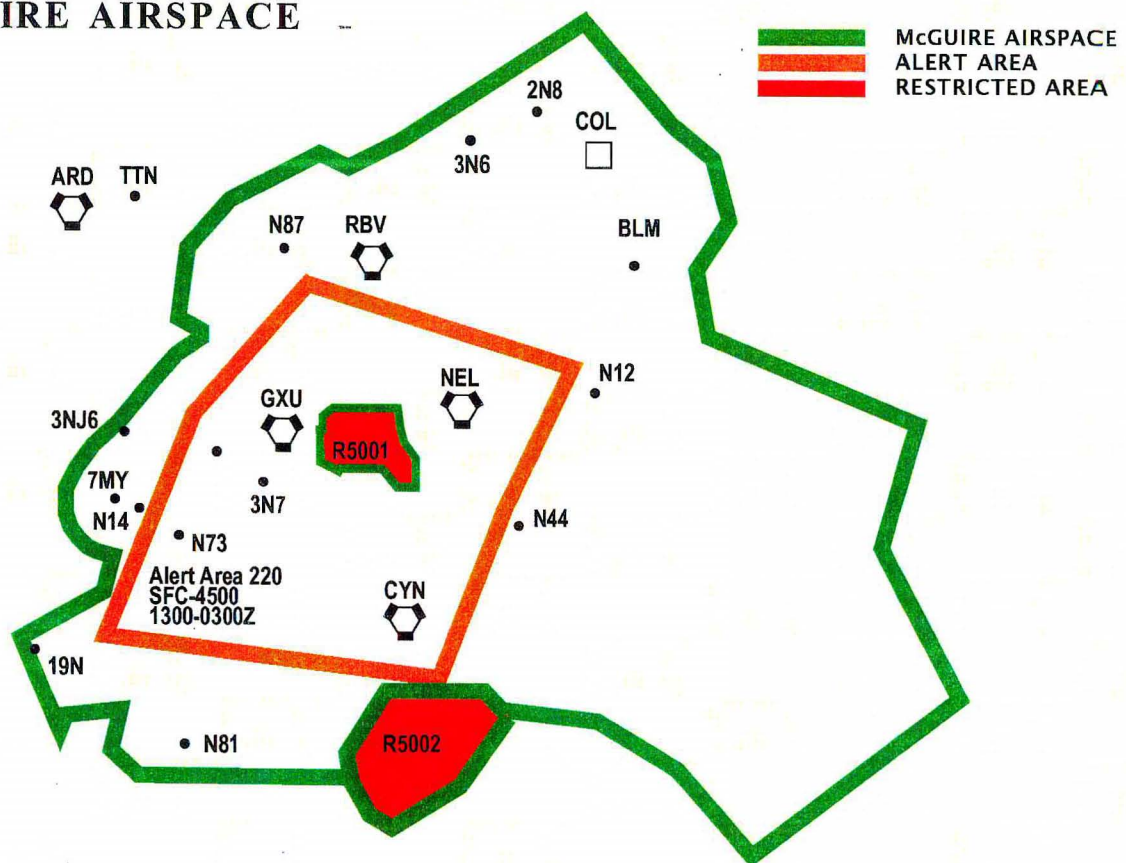 IRE AIRSPACE
McGUIRE AIRSPACE
ALERT AREA
RESTRICTED AREA
2N8
COL
3N6
ARD
TTN
N87
RBV
BLM
NEL
N12
GXU
3NJ6
R5001
7MY
3N7
N14
N44
N73
Alert Area 220
SFC-4500
1300-0300Z
CYN
19N
N81
R5002